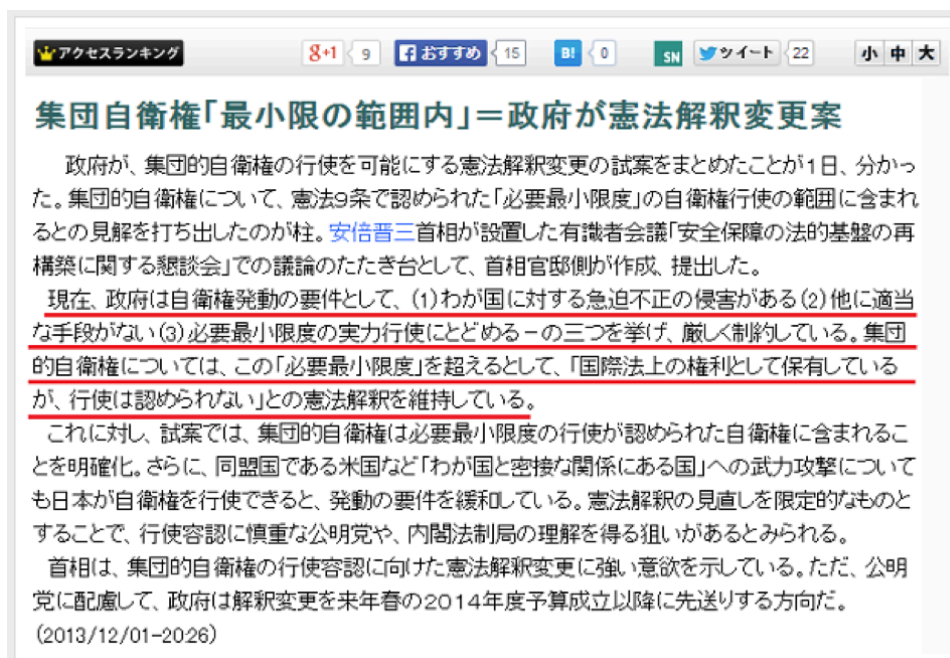 アクセスランキング
g+1 9 おすすめ 15 B! 0 SN ツイート 22 小 中 大
集団自衛権「最小限の範囲内」＝政府が憲法解釈変更案
政府が、集団的自衛権の行使を可能にする憲法解釈変更の試案をまとめたことが1日、分かっ
た。集団的自衛権について、憲法9条で認められた「必要最小限度」の自衛権行使の範囲に含まれ
るとの見解を打ち出したのが柱。安倍晋三首相が設置した有識者会議「安全保障の法的基盤の再
構築に関する懇談会」での議論のたたき台として、首相官邸側が作成、提出した。
現在、政府は自衛権発動の要件として、(1)わが国に対する急迫不正の侵害がある(2)他に適当
な手段がない(3)必要最小限度の実力行使にとどめる－の三つを挙げ、厳しく制約している。集団
的自衛権については、この「必要最小限度」を超えるとして、「国際法上の権利として保有している
が、行使は認められない」との憲法解釈を維持している。
これに対し、試案では、集団的自衛権は必要最小限度の行使が認められた自衛権に含まれるこ
とを明確化。さらに、同盟国である米国など「わが国と密接な関係にある国」への武力攻撃について
も日本が自衛権を行使できると、発動の要件を緩和している。憲法解釈の見直しを限定的なものと
することで、行使容認に慎重な公明党や、内閣法制局の理解を得る狙いがあるとみられる。
首相は、集団的自衛権の行使容認に向けた憲法解釈変更に強い意欲を示している。ただ、公明
党に配慮して、政府は解釈変更を来年春の2014年度予算成立以降に先送りする方向だ。
(2013/12/01-20:26)